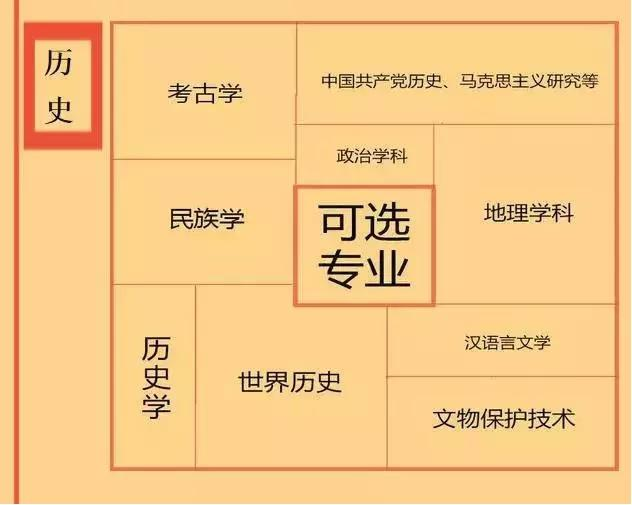 历
史
考古学
中国共产党历史、马克思主义研究等
政治学科
民族学
可选
专业
地理学科
历
史
学
世界历史
汉语言文学
文物保护技术